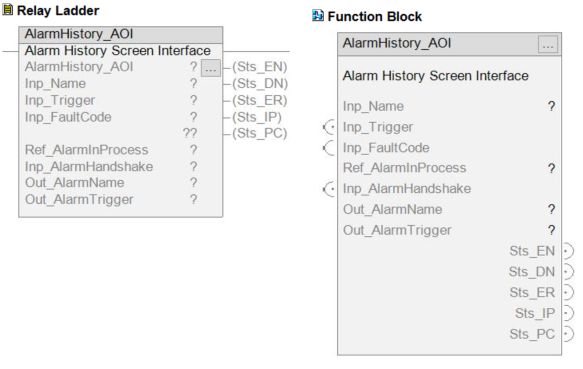 Relay Ladder
AlarmHistory_AOI
Alarm History Screen Interface
AlarmHistory_AOI ? ... (Sts_EN)
Inp_Name ? (Sts_DN)
Inp_Trigger ? (Sts_ER)
Inp_FaultCode ? (Sts_IP)
?? (Sts_PC)
Ref_AlarmInProcess ?
Inp_AlarmHandshake ?
Out_AlarmName ?
Out_AlarmTrigger ?
Function Block
AlarmHistory_AOI ...
Alarm History Screen Interface
Inp_Name ?
Inp_Trigger
Inp_FaultCode
Ref_AlarmInProcess ?
Inp_AlarmHandshake
Out_AlarmName ?
Out_AlarmTrigger ?
Sts_EN
Sts_DN
Sts_ER
Sts_IP
Sts_PC